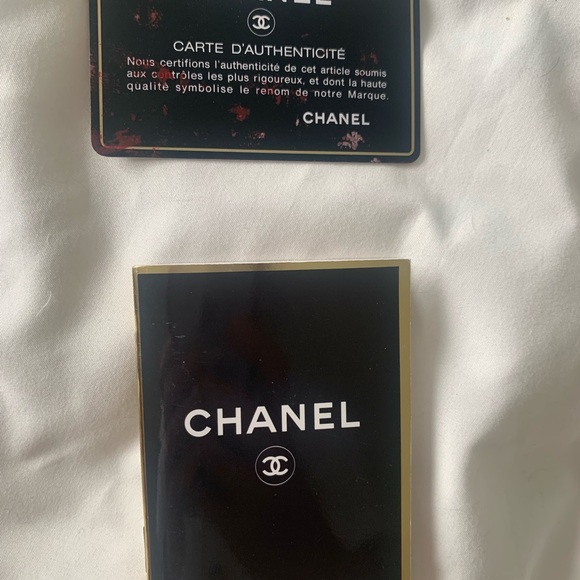 CARTE D'AUTHENTICITÉ
Nous certifions l'authenticité de cet article soumis
aux contrôles les plus rigoureux, et dont la haute
qualité symbolise le renom de notre Marque.
CHANEL
CHANEL